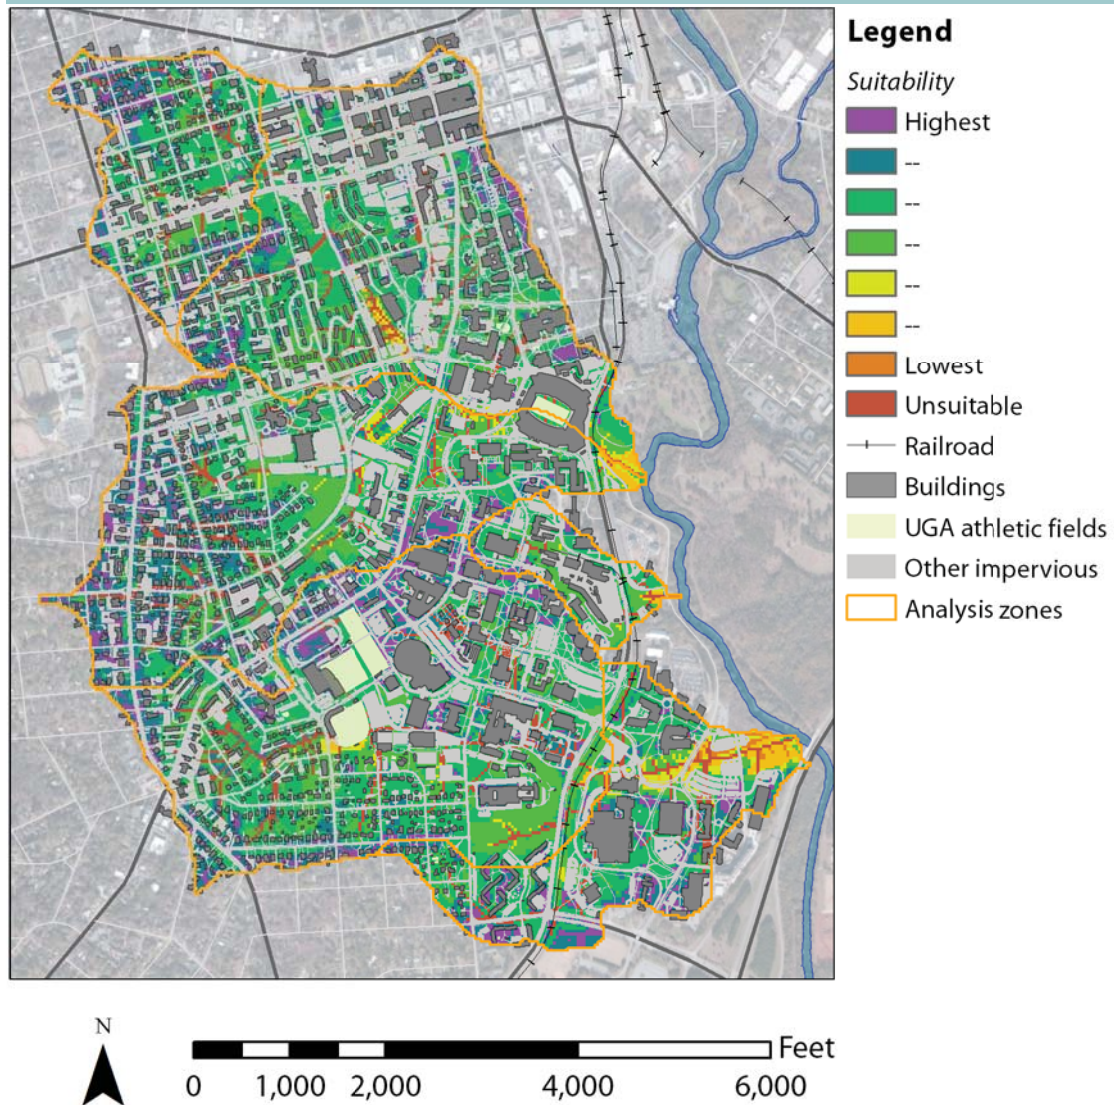 Legend
Suitability
Highest
--
--
--
--
--
Lowest
Unsuitable
Railroad
Buildings
UGA athletic fields
Other impervious
Analysis zones
N
Feet
0 1,000 2,000 4,000 6,000